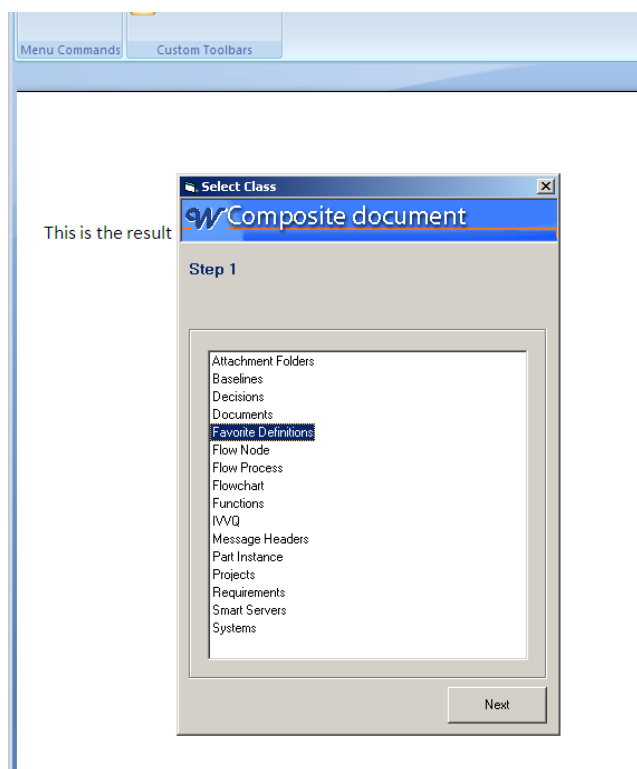 Menu Commands
Custom Toolbars
Select Class
Composite document
This is the result
Step 1
Attachment Folders
Baselines
Decisions
Documents
Favorite Definitions
Flow Node
Flow Process
Flowchart
Functions
IVVQ
Message Headers
Part Instance
Projects
Requirements
Smart Servers
Systems
Next